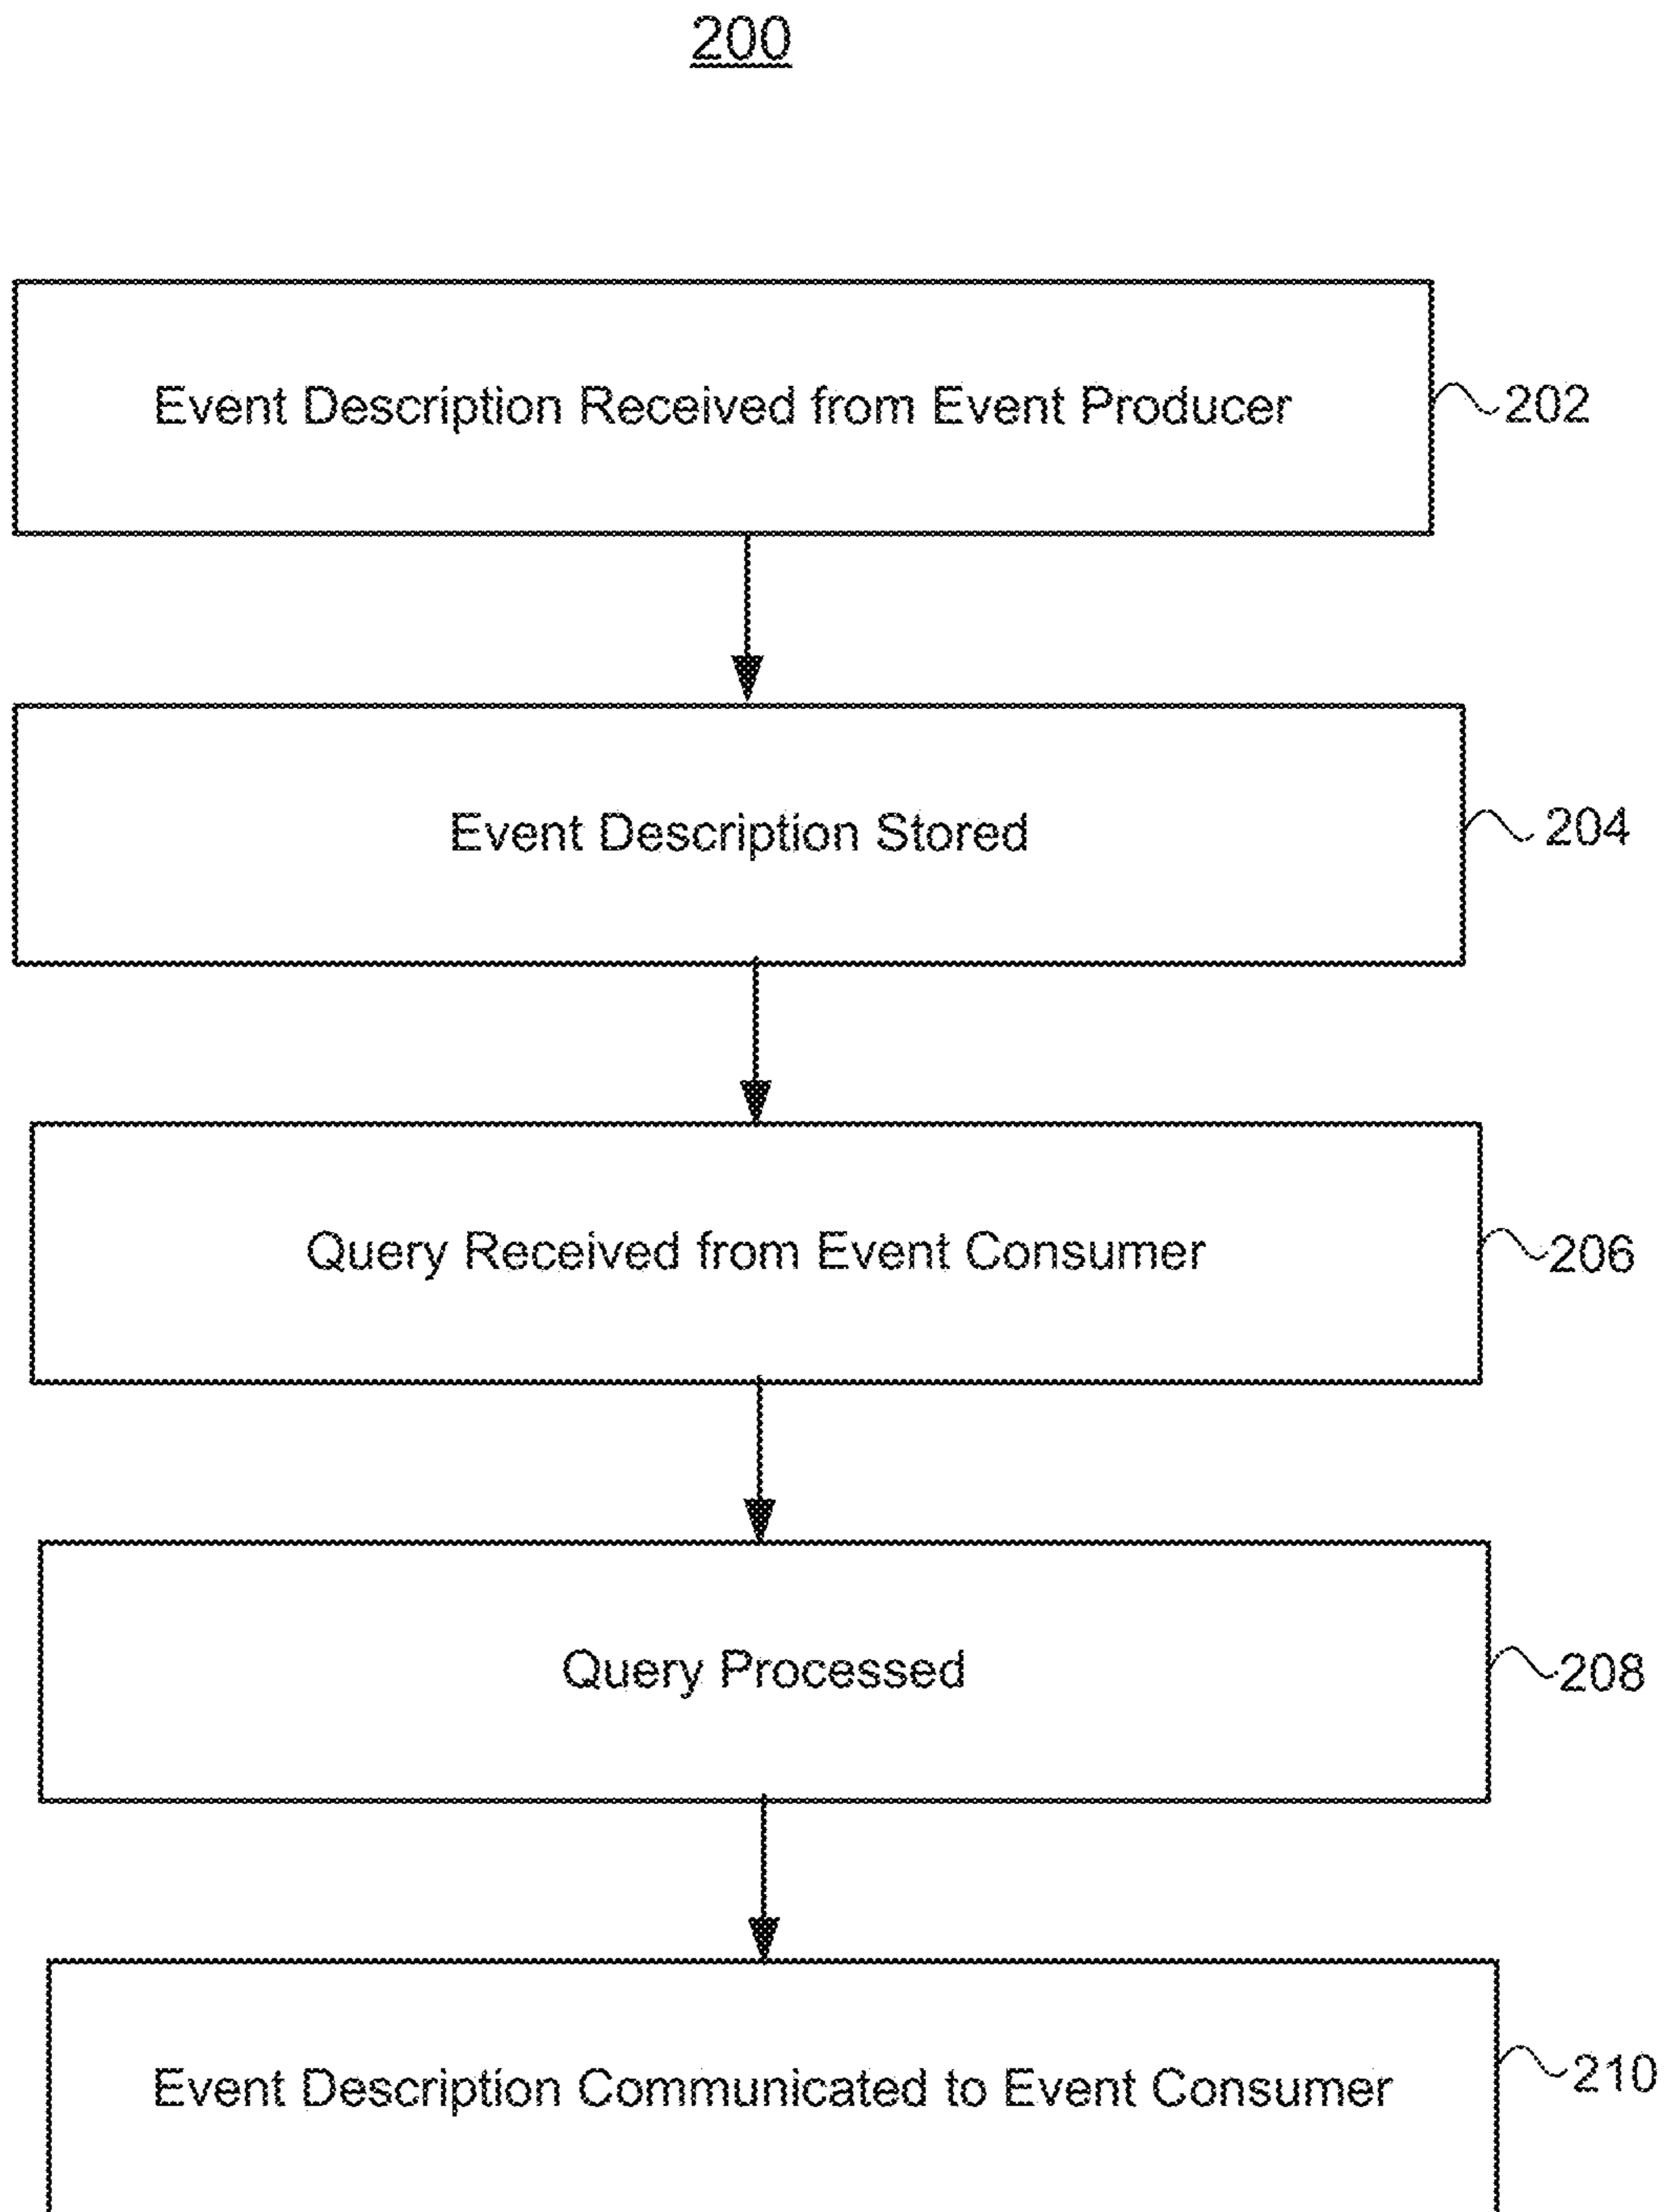 200
Event Description Received from Event Producer
202
Event Description Stored
204
Query Received from Event Consumer
206
Query Processed
208
Event Description Communicated to Event Consumer
210